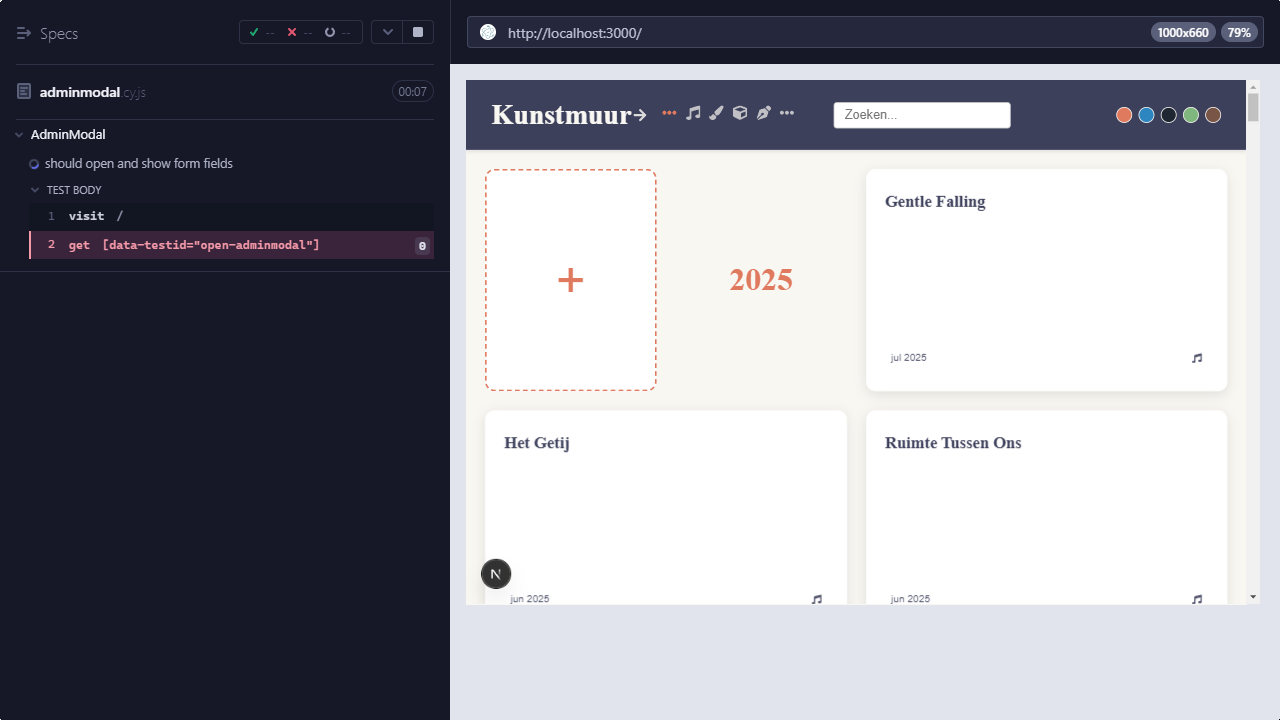 Specs
--
--
--
http://localhost:3000/
1000x660
79%
adminmodal.cy.js
00:07
AdminModal
should open and show form fields
TEST BODY
1 visit /
2 get [data-testid="open-adminmodal"] 0
Kunstmuur
Zoeken...
+
2025
Gentle Falling
jul 2025
Het Getij
jun 2025
Ruimte Tussen Ons
jun 2025
N